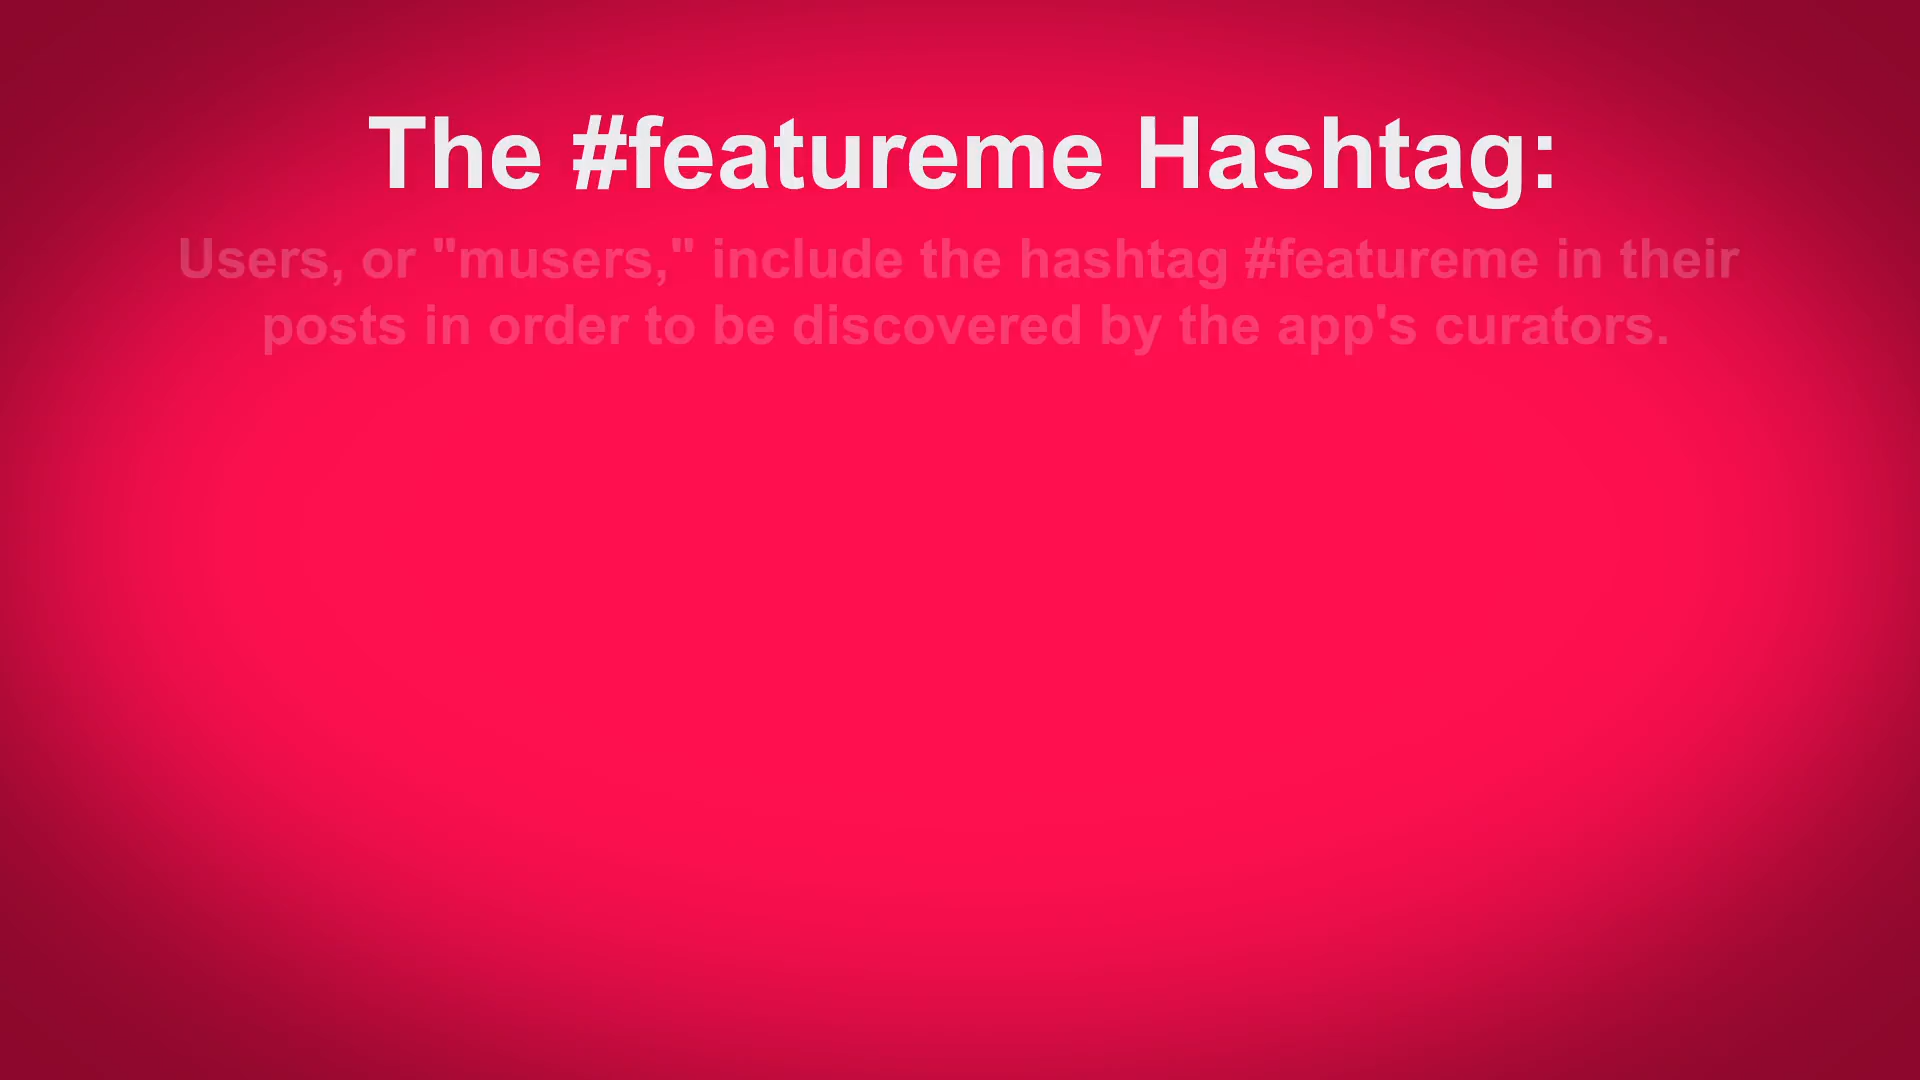 The #featureme Hashtag:
Users, or "musers," include the hashtag #featureme in their
posts in order to be discovered by the app's curators.